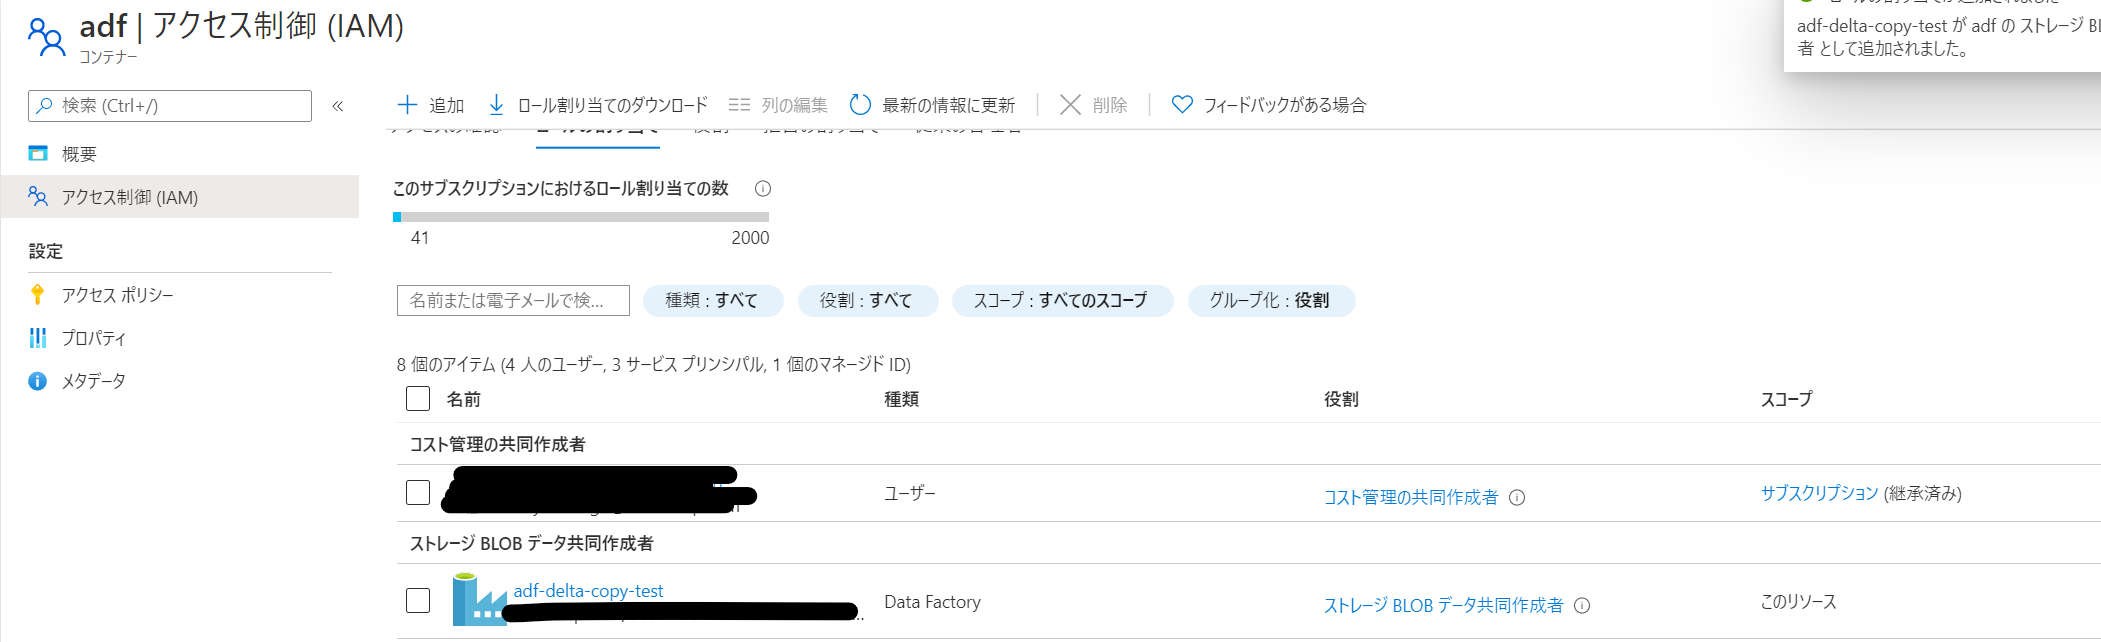 adf | アクセス制御 (IAM)
コンテナー
adf-delta-copy-test が adf の ストレージ
者 として追加されました。
検索 (Ctrl+/)
«
追加
ロール割り当てのダウンロード
列の編集
最新の情報に更新
削除
フィードバックがある場合
概要
アクセス制御 (IAM)
設定
アクセス ポリシー
プロパティ
メタデータ
ロールの割り当て
このサブスクリプションにおけるロール割り当ての数
41
2000
名前または電子メールで検...
種類 : すべて
役割 : すべて
スコープ : すべてのスコープ
グループ化 : 役割
8 個のアイテム (4 人のユーザー, 3 サービス プリンシパル, 1 個のマネージド ID)
名前
種類
役割
スコープ
コスト管理の共同作成者
ユーザー
コスト管理の共同作成者
サブスクリプション (継承済み)
ストレージ BLOB データ共同作成者
adf-delta-copy-test
Data Factory
ストレージ BLOB データ共同作成者
このリソース